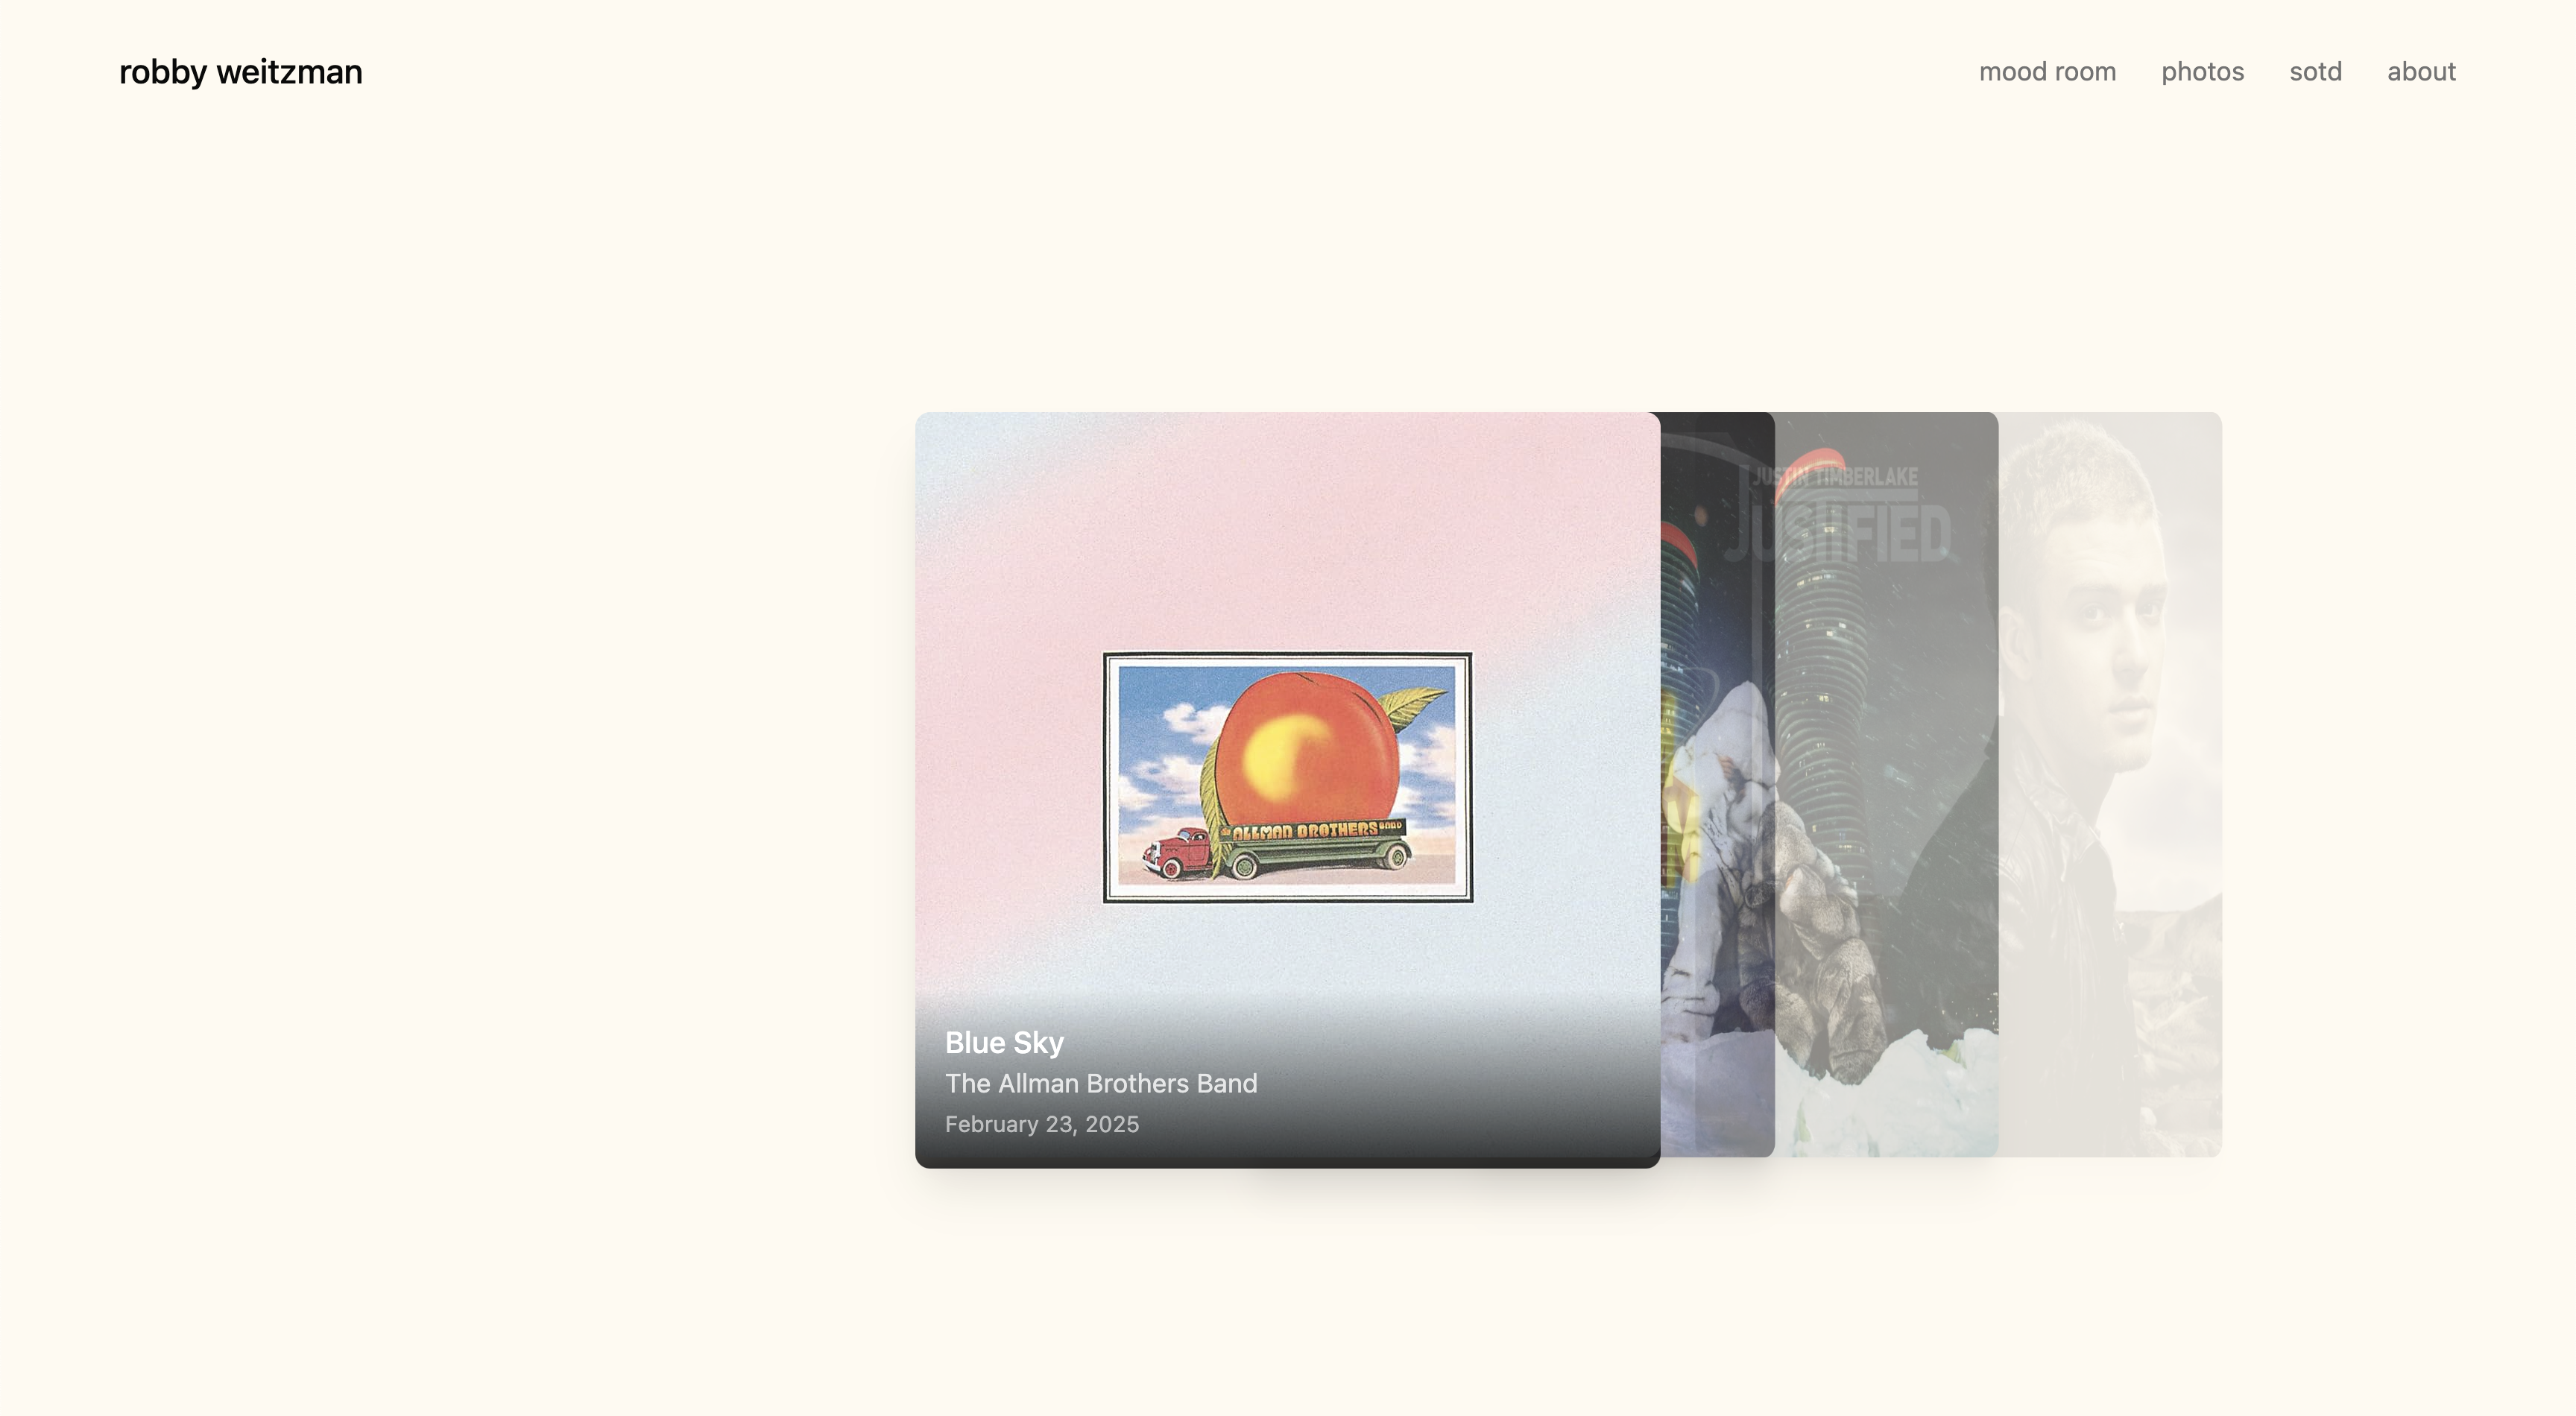 robby weitzman
mood room
photos
sotd
about
JUSTIN TIMBERLAKE
JUSTIFIED
ALLMAN BROTHERS BAND
Blue Sky
The Allman Brothers Band
February 23, 2025